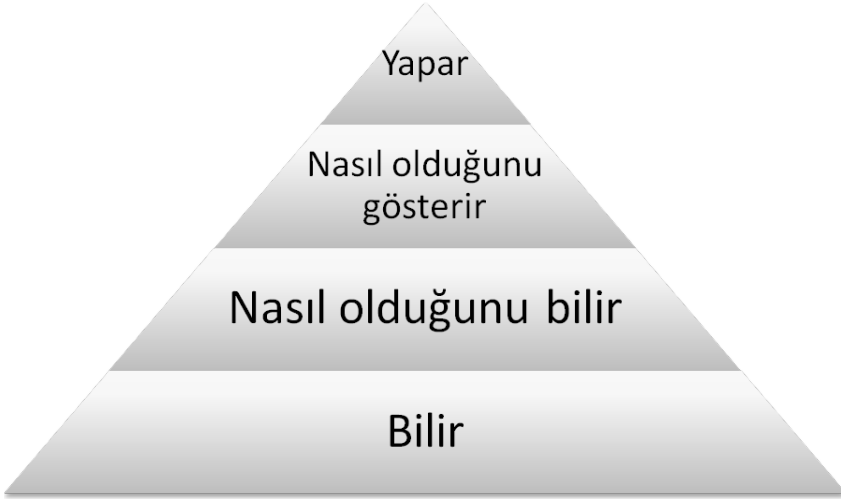 Yapar
Nasıl olduğunu
gösterir
Nasıl olduğunu bilir
Bilir